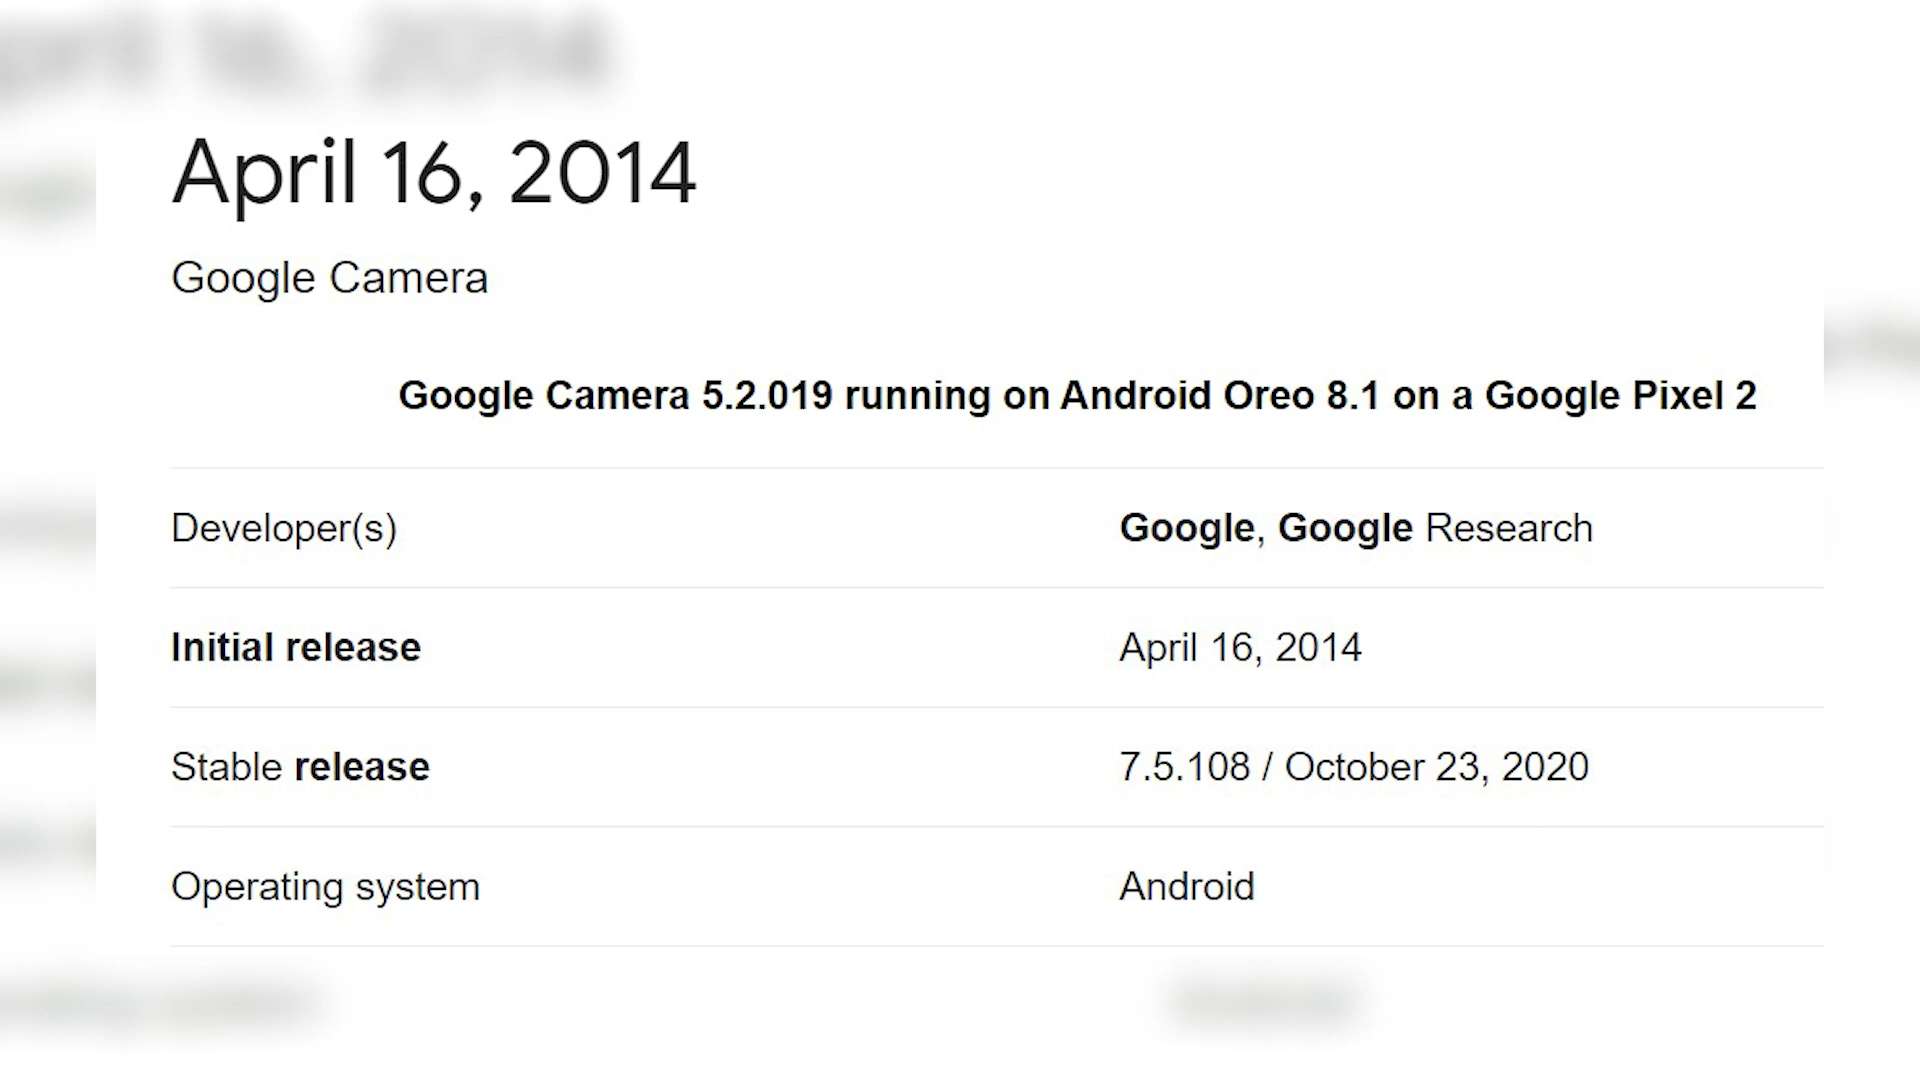 April 16, 2014
Google Camera
Google Camera 5.2.019 running on Android Oreo 8.1 on a Google Pixel 2
Developer(s) Google, Google Research
Initial release April 16, 2014
Stable release 7.5.108 / October 23, 2020
Operating system Android